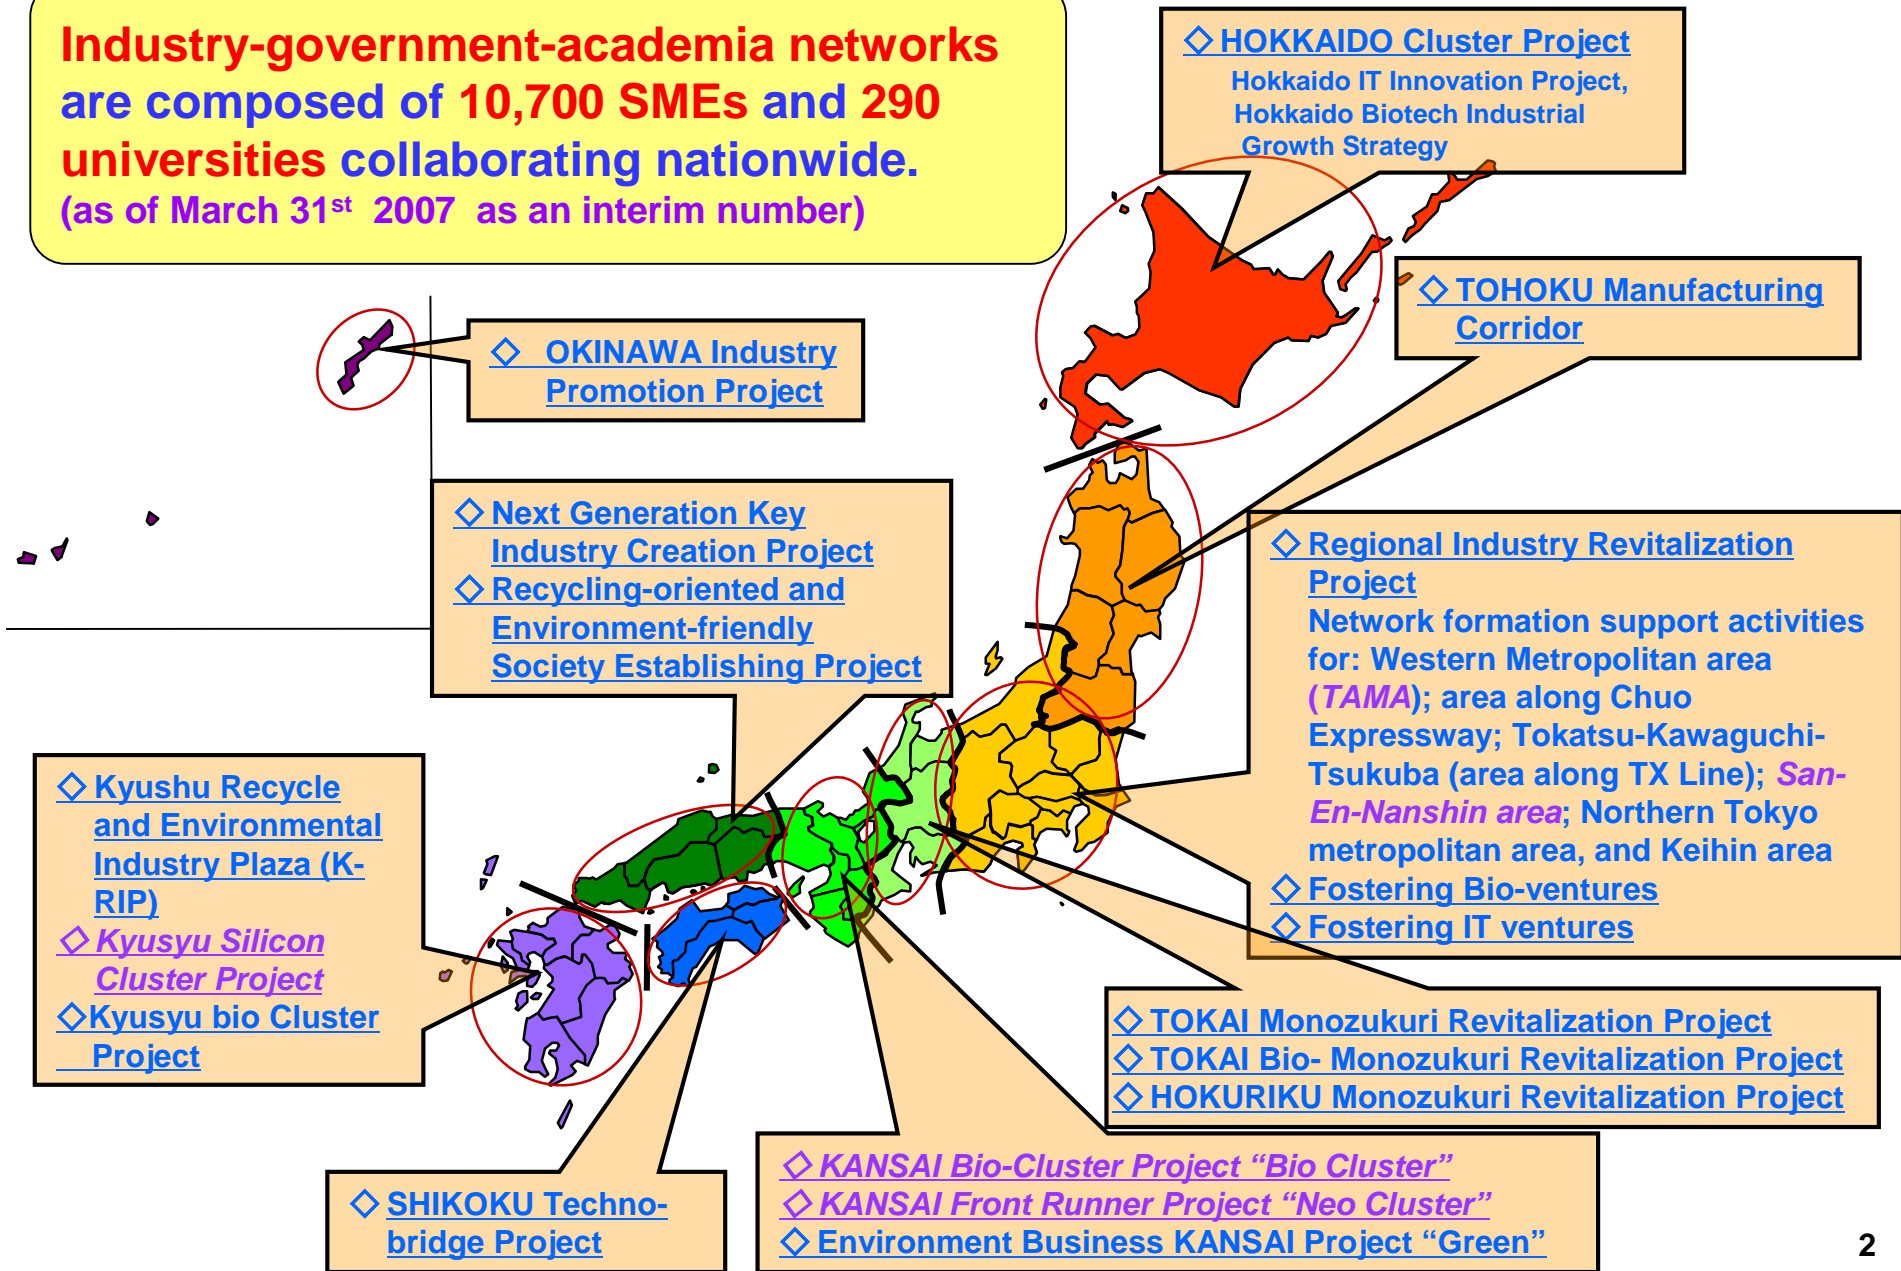 Industry-government-academia networks
are composed of 10,700 SMEs and 290
universities collaborating nationwide.
(as of March 31st 2007 as an interim number)
◇ HOKKAIDO Cluster Project
Hokkaido IT Innovation Project,
Hokkaido Biotech Industrial
Growth Strategy
◇ TOHOKU Manufacturing
Corridor
◇ OKINAWA Industry
Promotion Project
◇ Next Generation Key
Industry Creation Project
◇ Recycling-oriented and
Environment-friendly
Society Establishing Project
◇ Regional Industry Revitalization
Project
Network formation support activities
for: Western Metropolitan area
(TAMA); area along Chuo
Expressway; Tokatsu-Kawaguchi-
Tsukuba (area along TX Line); San-
En-Nanshin area; Northern Tokyo
metropolitan area, and Keihin area
◇ Fostering Bio-ventures
◇ Fostering IT ventures
◇ Kyushu Recycle
and Environmental
Industry Plaza (K-
RIP)
◇ Kyusyu Silicon
Cluster Project
◇Kyusyu bio Cluster
Project
◇ TOKAI Monozukuri Revitalization Project
◇ TOKAI Bio- Monozukuri Revitalization Project
◇ HOKURIKU Monozukuri Revitalization Project
◇ SHIKOKU Techno-
bridge Project
◇ KANSAI Bio-Cluster Project “Bio Cluster”
◇ KANSAI Front Runner Project “Neo Cluster”
◇ Environment Business KANSAI Project “Green”
2